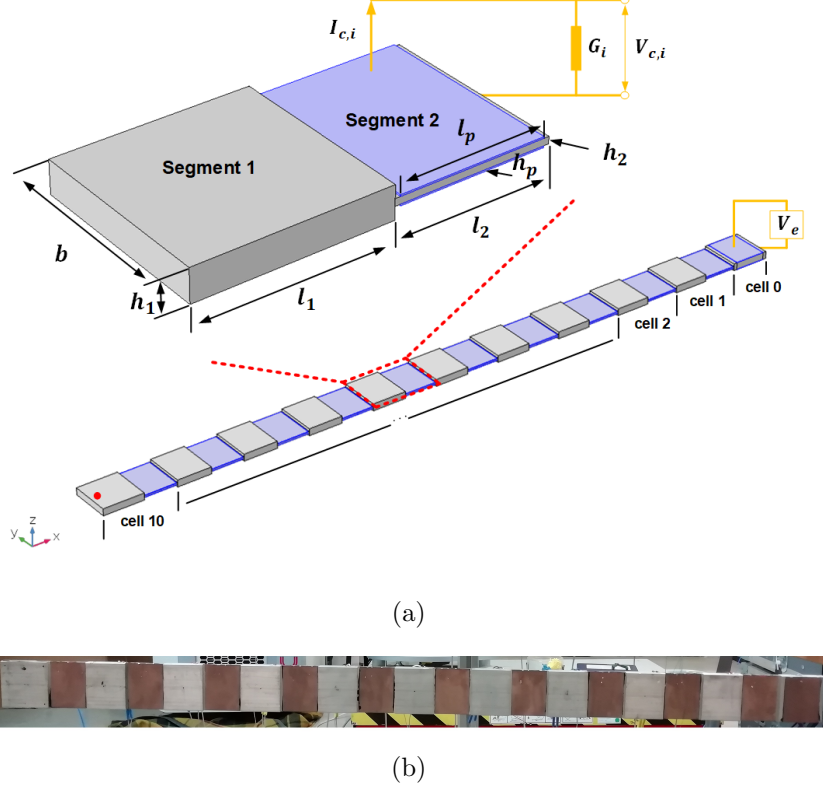 I_{c,i}
G_i
V_{c,i}
Segment 2
l_p
Segment 1
h_p
h_2
b
l_2
h_1
l_1
V_e
cell 0
cell 1
cell 2
...
cell 10
z
y
x
(a)
(b)